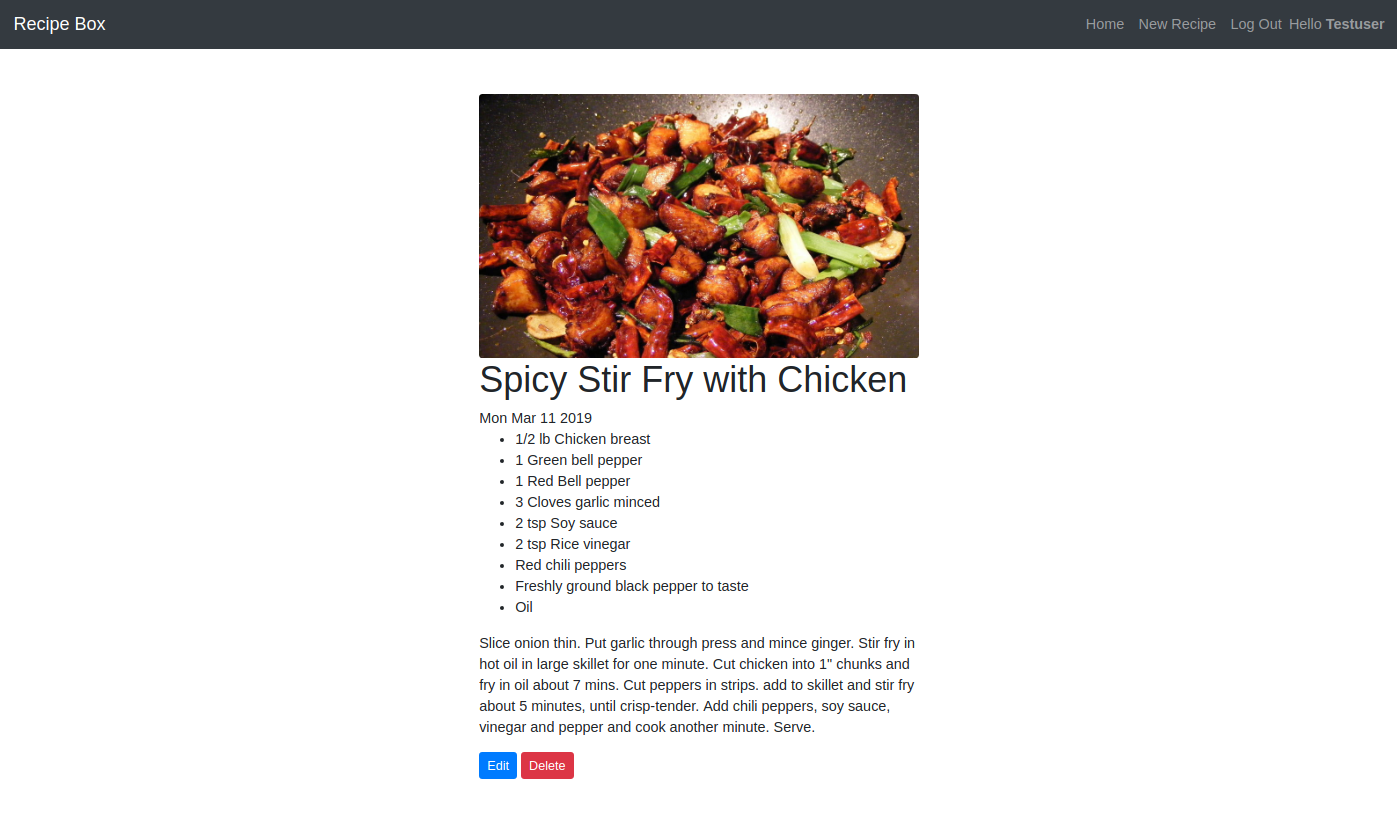 Recipe Box
Home New Recipe Log Out Hello Testuser
Spicy Stir Fry with Chicken
Mon Mar 11 2019
• 1/2 lb Chicken breast
• 1 Green bell pepper
• 1 Red Bell pepper
• 3 Cloves garlic minced
• 2 tsp Soy sauce
• 2 tsp Rice vinegar
• Red chili peppers
• Freshly ground black pepper to taste
• Oil
Slice onion thin. Put garlic through press and mince ginger. Stir fry in
hot oil in large skillet for one minute. Cut chicken into 1" chunks and
fry in oil about 7 mins. Cut peppers in strips. add to skillet and stir fry
about 5 minutes, until crisp-tender. Add chili peppers, soy sauce,
vinegar and pepper and cook another minute. Serve.
Edit Delete